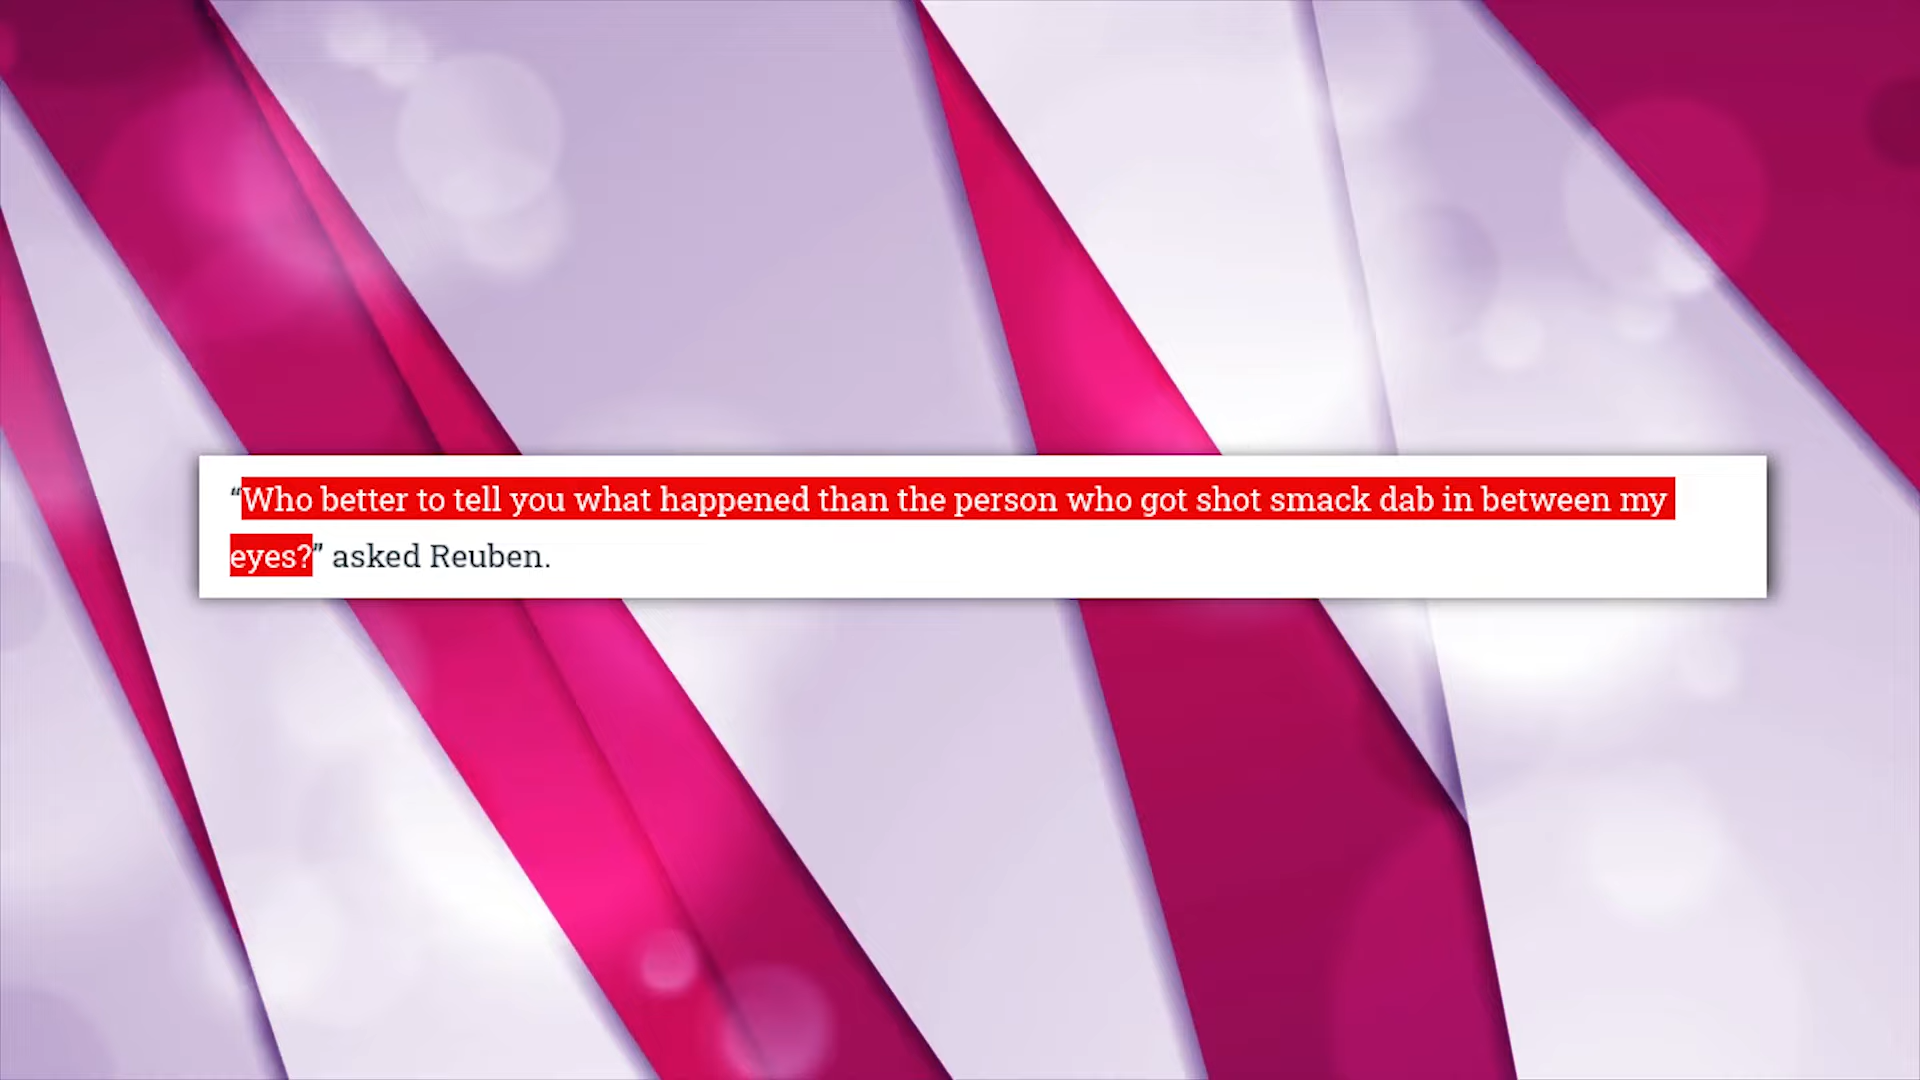 “Who better to tell you what happened than the person who got shot smack dab in between my
eyes?” asked Reuben.